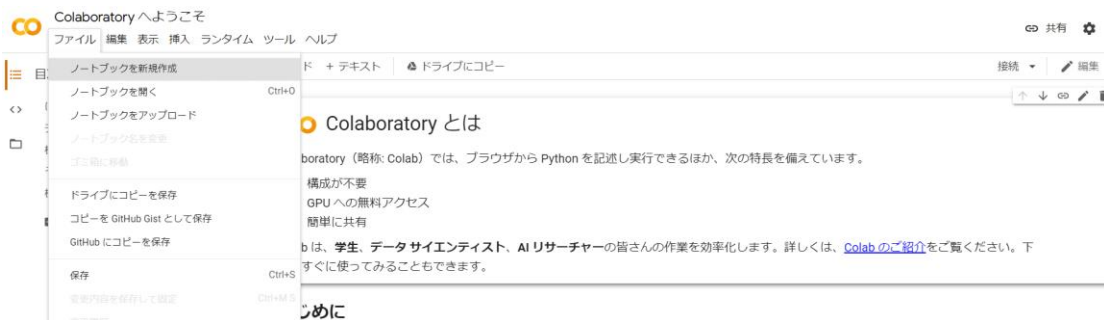 Colaboratory へようこそ
ファイル 編集 表示 挿入 ランタイム ツール ヘルプ
共有
ノートブックを新規作成
ド + テキスト ドライブにコピー
接続 編集
ノートブックを開く Ctrl+O
ノートブックをアップロード
ノートブック名を変更
ゴミ箱に移動
ドライブにコピーを保存
コピーを GitHub Gist として保存
GitHub にコピーを保存
保存 Ctrl+S
変更内容を保存して固定 Ctrl+M S
Colaboratory とは
boratory（略称: Colab）では、ブラウザから Python を記述し実行できるほか、次の特長を備えています。
構成が不要
GPU への無料アクセス
簡単に共有
b は、学生、データ サイエンティスト、AI リサーチャーの皆さんの作業を効率化します。詳しくは、Colab のご紹介をご覧ください。下
すぐに使ってみることもできます。
じめに